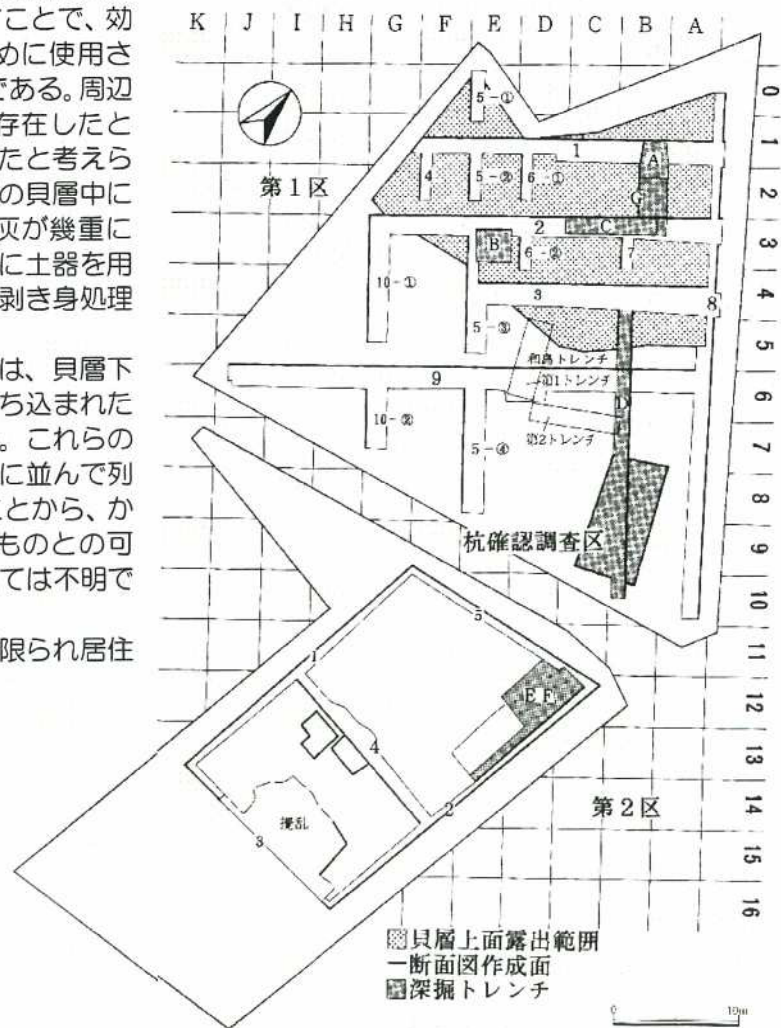 すことで、効
めに使用さ
である。周辺
存在したと
たと考えら
の貝層中に
灰が幾重に
に土器を用
剥き身処理
は、貝層下
ち込まれた
。これらの
に並んで列
ことから、か
ものとの可
ては不明で
限られ居住
K J I H G F E D C B A
0
1
2
3
4
5
6
7
8
9
10
11
12
13
14
15
16
第1区
5-①
1
A
4
5-②
6-①
G
2
C
B
6-②
7
10-①
3
8
5-③
和島トレンチ
9
第1トレンチ
D
10-②
第2トレンチ
5-④
杭確認調査区
5
1
E F
4
2
第2区
攪乱
3
貝層上面露出範囲
断面図作成面
深掘トレンチ
0 10m